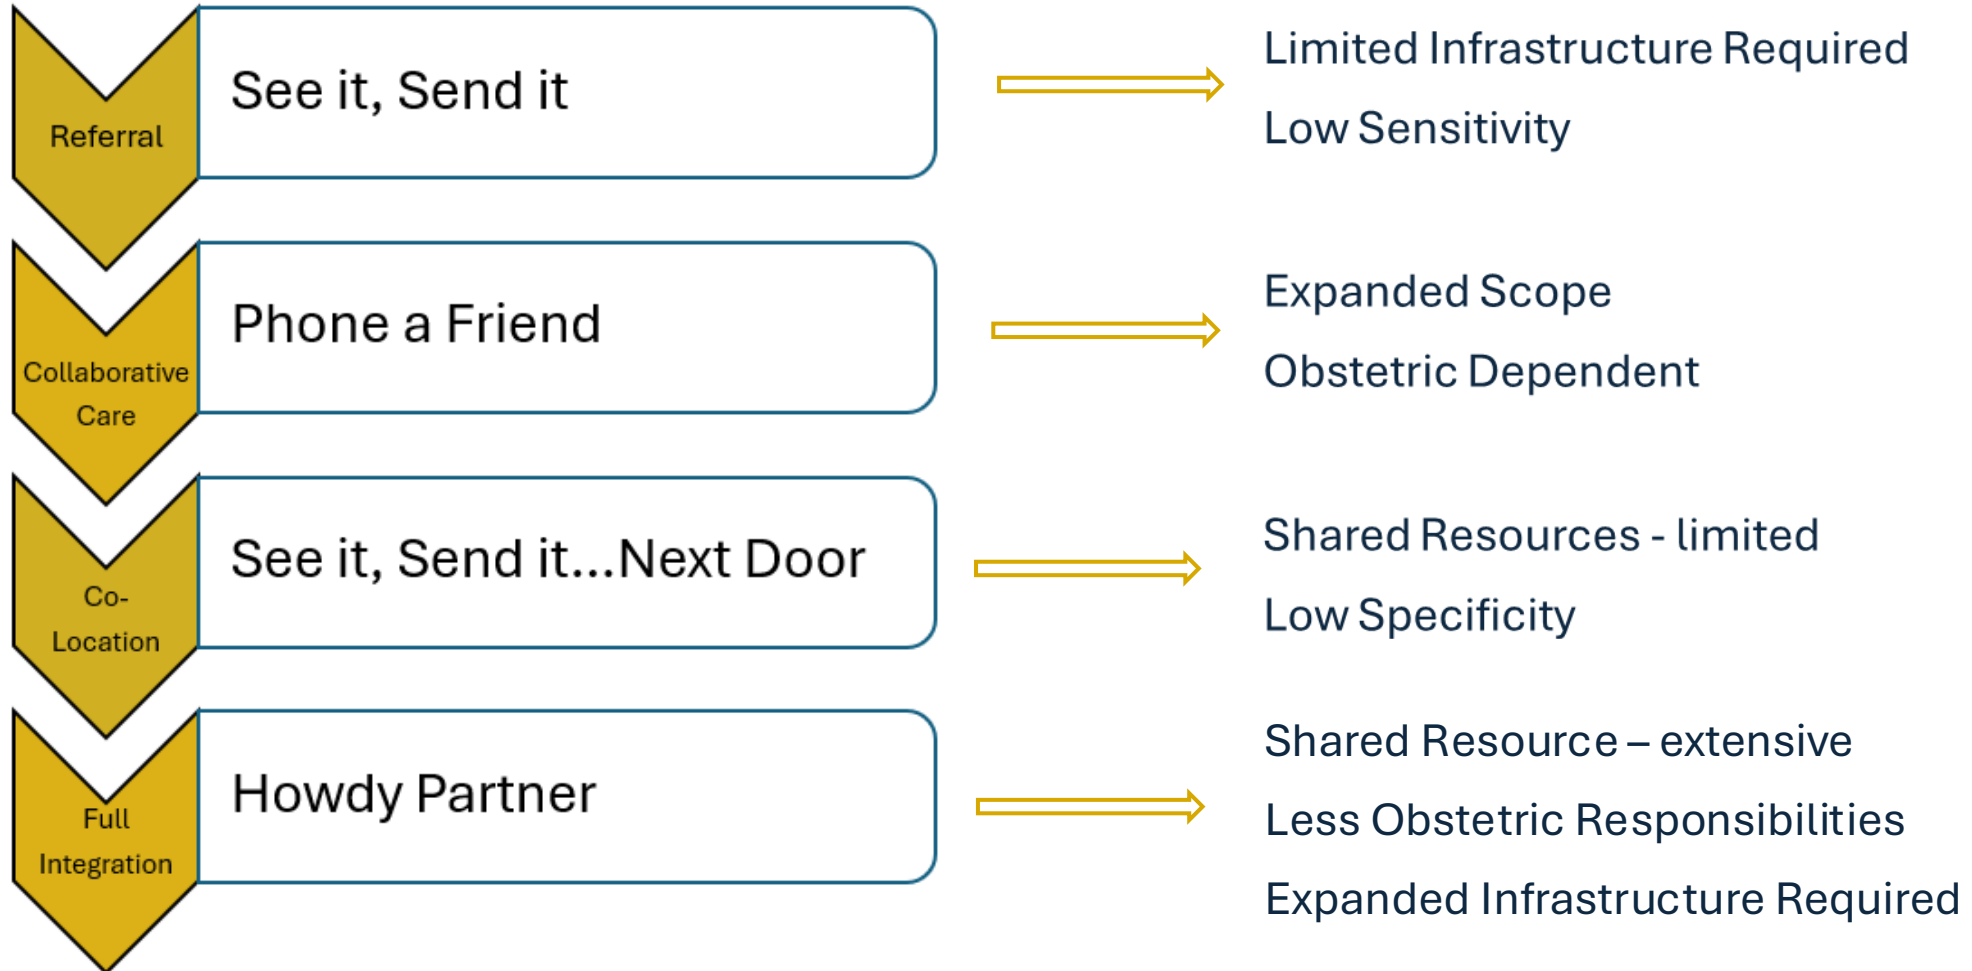 Referral
See it, Send it
Limited Infrastructure Required
Low Sensitivity
Collaborative
Care
Phone a Friend
Expanded Scope
Obstetric Dependent
Co-
Location
See it, Send it...Next Door
Shared Resources - limited
Low Specificity
Full
Integration
Howdy Partner
Shared Resource – extensive
Less Obstetric Responsibilities
Expanded Infrastructure Required